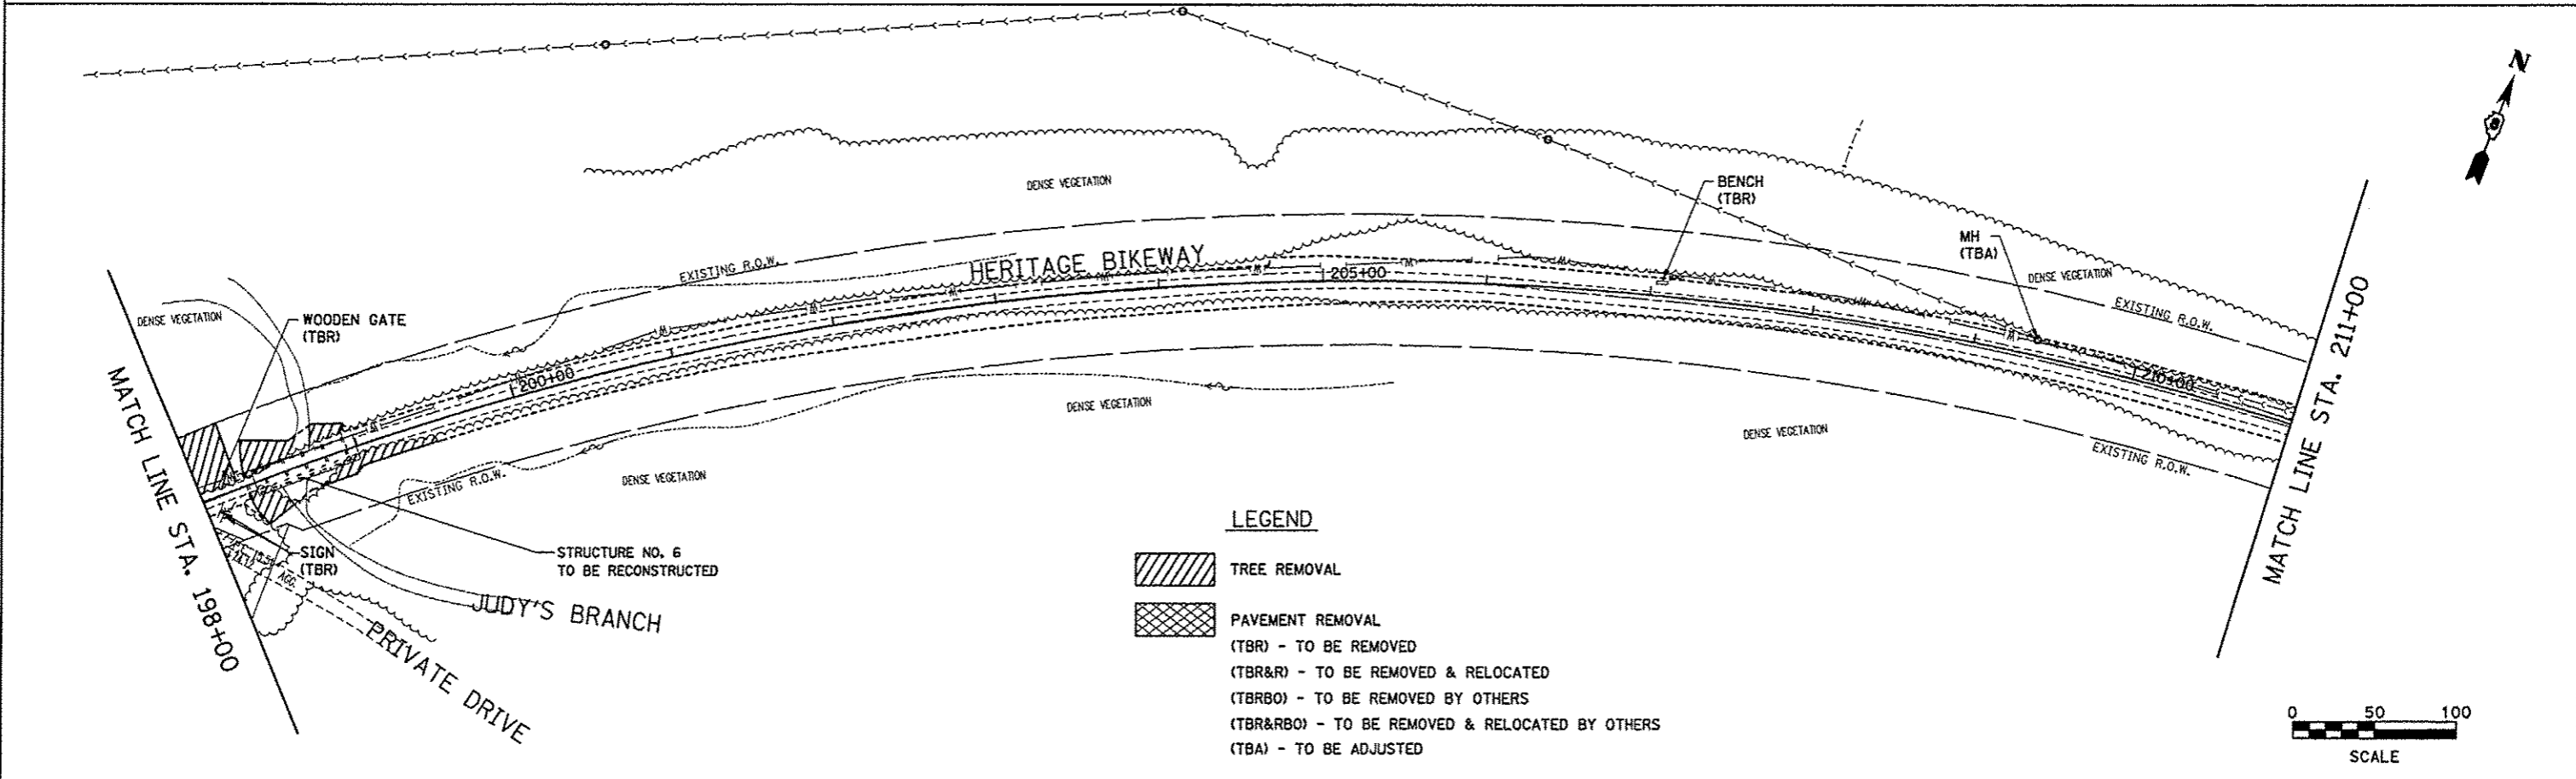 N
DENSE VEGETATION
BENCH
(TBR)
MH
(TBA)
DENSE VEGETATION
EXISTING R.O.W.
HERITAGE BIKEWAY
205+00
EXISTING R.O.W.
DENSE VEGETATION
WOODEN GATE
(TBR)
200+00
210+00
MATCH LINE STA. 211+00
MATCH LINE STA. 198+00
DENSE VEGETATION
DENSE VEGETATION
EXISTING R.O.W.
EXISTING R.O.W.
DENSE VEGETATION
SIGN
(TBR)
STRUCTURE NO. 6
TO BE RECONSTRUCTED
AGG.
JUDY'S BRANCH
PRIVATE DRIVE
LEGEND
TREE REMOVAL
PAVEMENT REMOVAL
(TBR) - TO BE REMOVED
(TBR&R) - TO BE REMOVED & RELOCATED
(TBRBO) - TO BE REMOVED BY OTHERS
(TBR&RBO) - TO BE REMOVED & RELOCATED BY OTHERS
(TBA) - TO BE ADJUSTED
0 50 100
SCALE